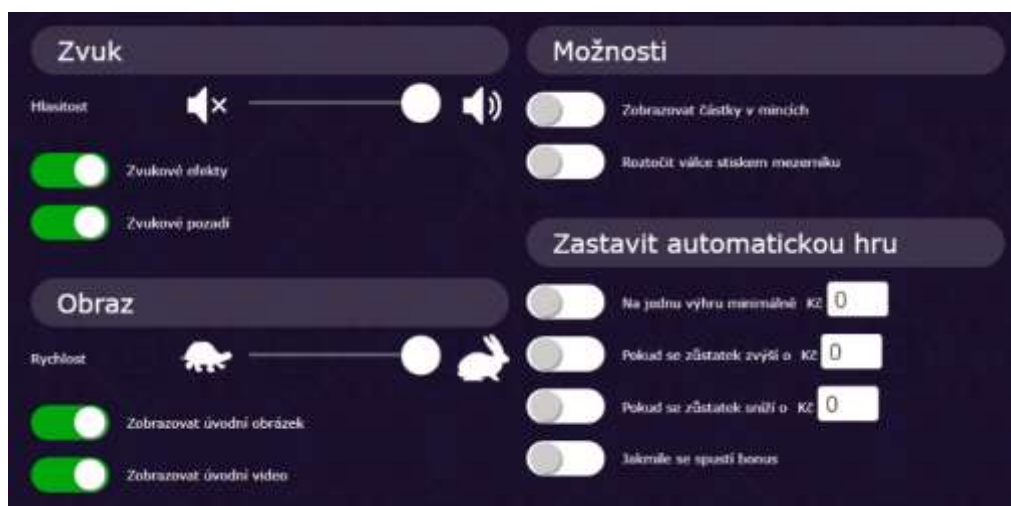 Zvuk
Hlasitost
Zvukové efekty
Zvukové pozadí
Obraz
Rychlost
Zobrazovat úvodní obrázek
Zobrazovat úvodní video
Možnosti
Zobrazovat částky v mincích
Roztočit válce stiskem mezerníku
Zastavit automatickou hru
Na jednu výhru minimálně Kč 0
Pokud se zůstatek zvýší o Kč 0
Pokud se zůstatek sníží o Kč 0
Jakmile se spustí bonus